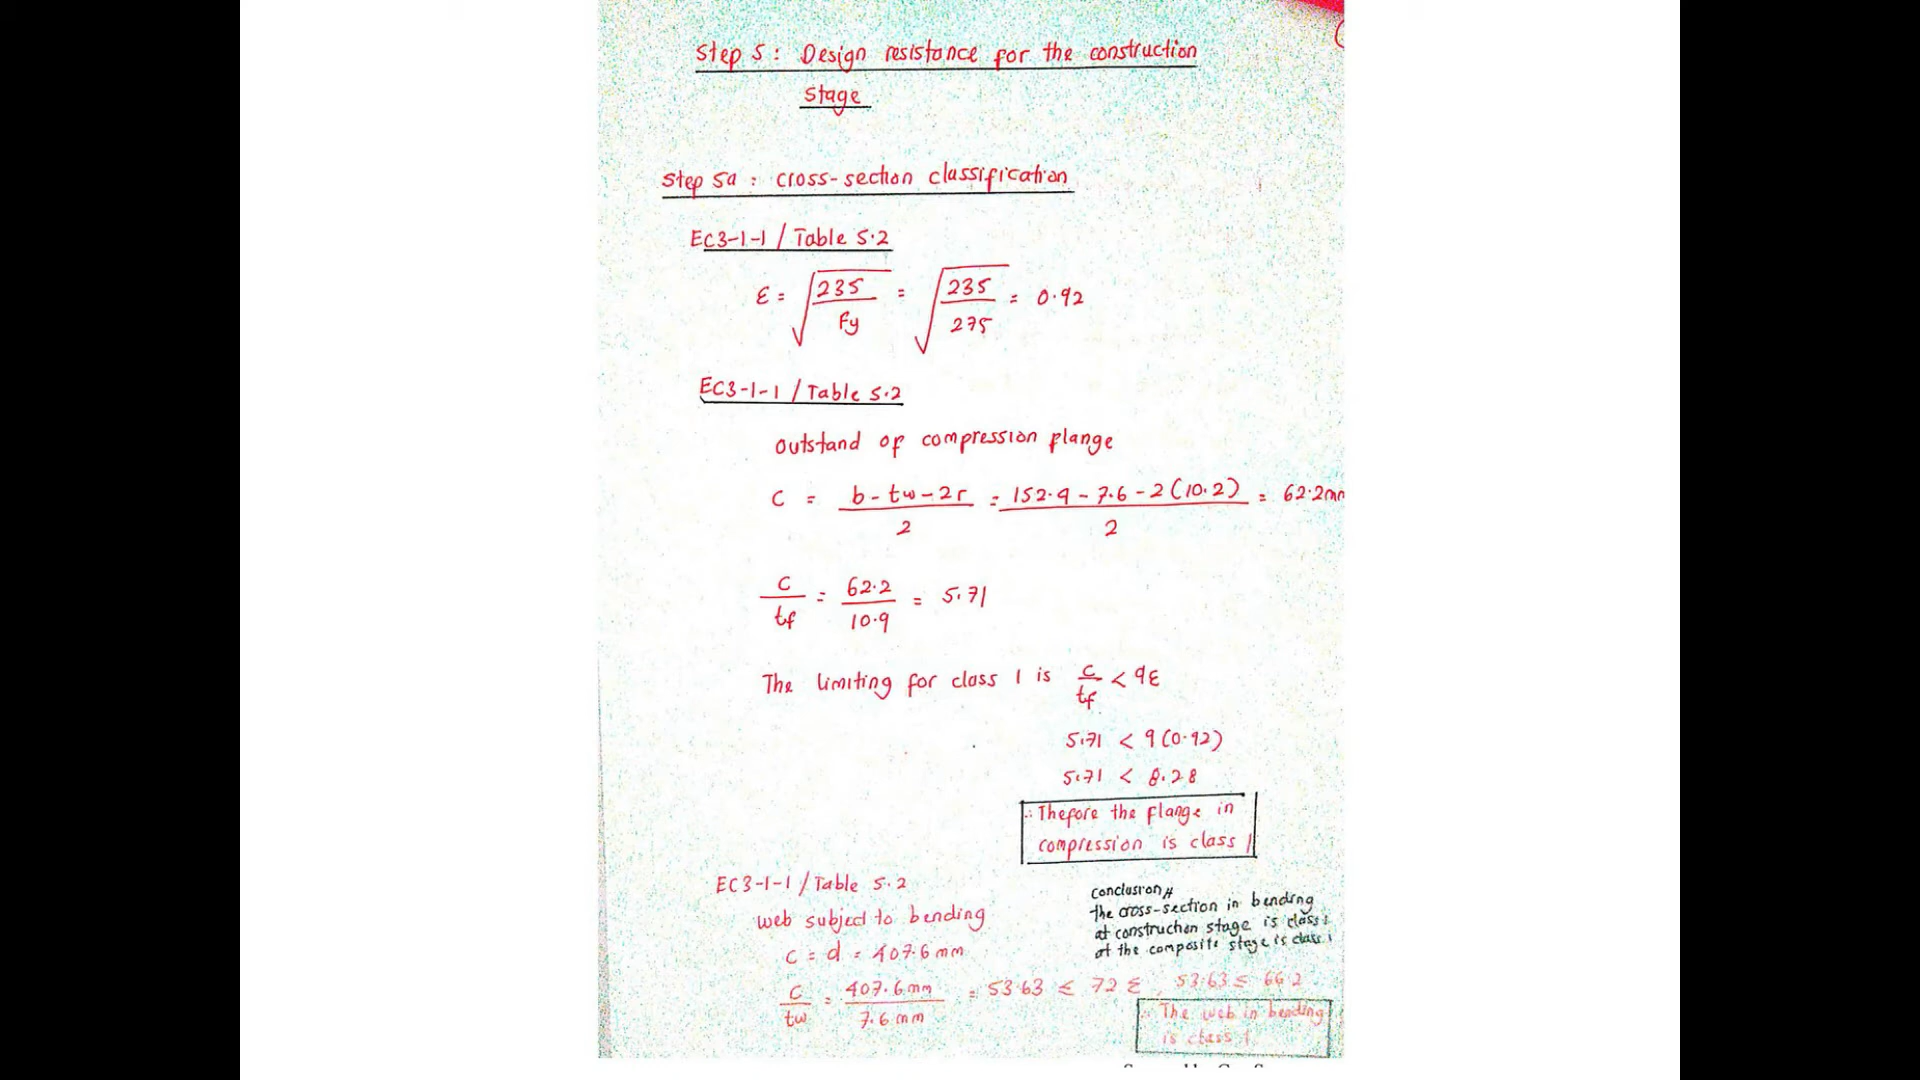 Step 5: Design resistance for the construction
Stage
Step 5a: cross-section classification
EC3-1-1 / Table 5.2
ε = √(235/fy) = √(235/275) = 0.92
EC3-1-1 / Table 5.2
outstand of compression flange
c = (b - tw - 2r)/2 = (152.9 - 7.6 - 2(10.2))/2 = 62.2m
c/tf = 62.2/10.9 = 5.71
The limiting for class 1 is c/tf < 9ε
5.71 < 9(0.92)
5.71 < 8.28
∴ Thefore the flange in
compression is class 1
EC3-1-1 / Table 5.2
web subject to bending
c = d = 407.6 mm
c/tw = 407.6mm/7.6mm = 53.63 ≤ 72ε, 53.63 ≤ 66.2
conclusion #
the cross-section in bending
at construction stage is class 1
at the composite stage is class 1
∴ The web in bending
is class 1